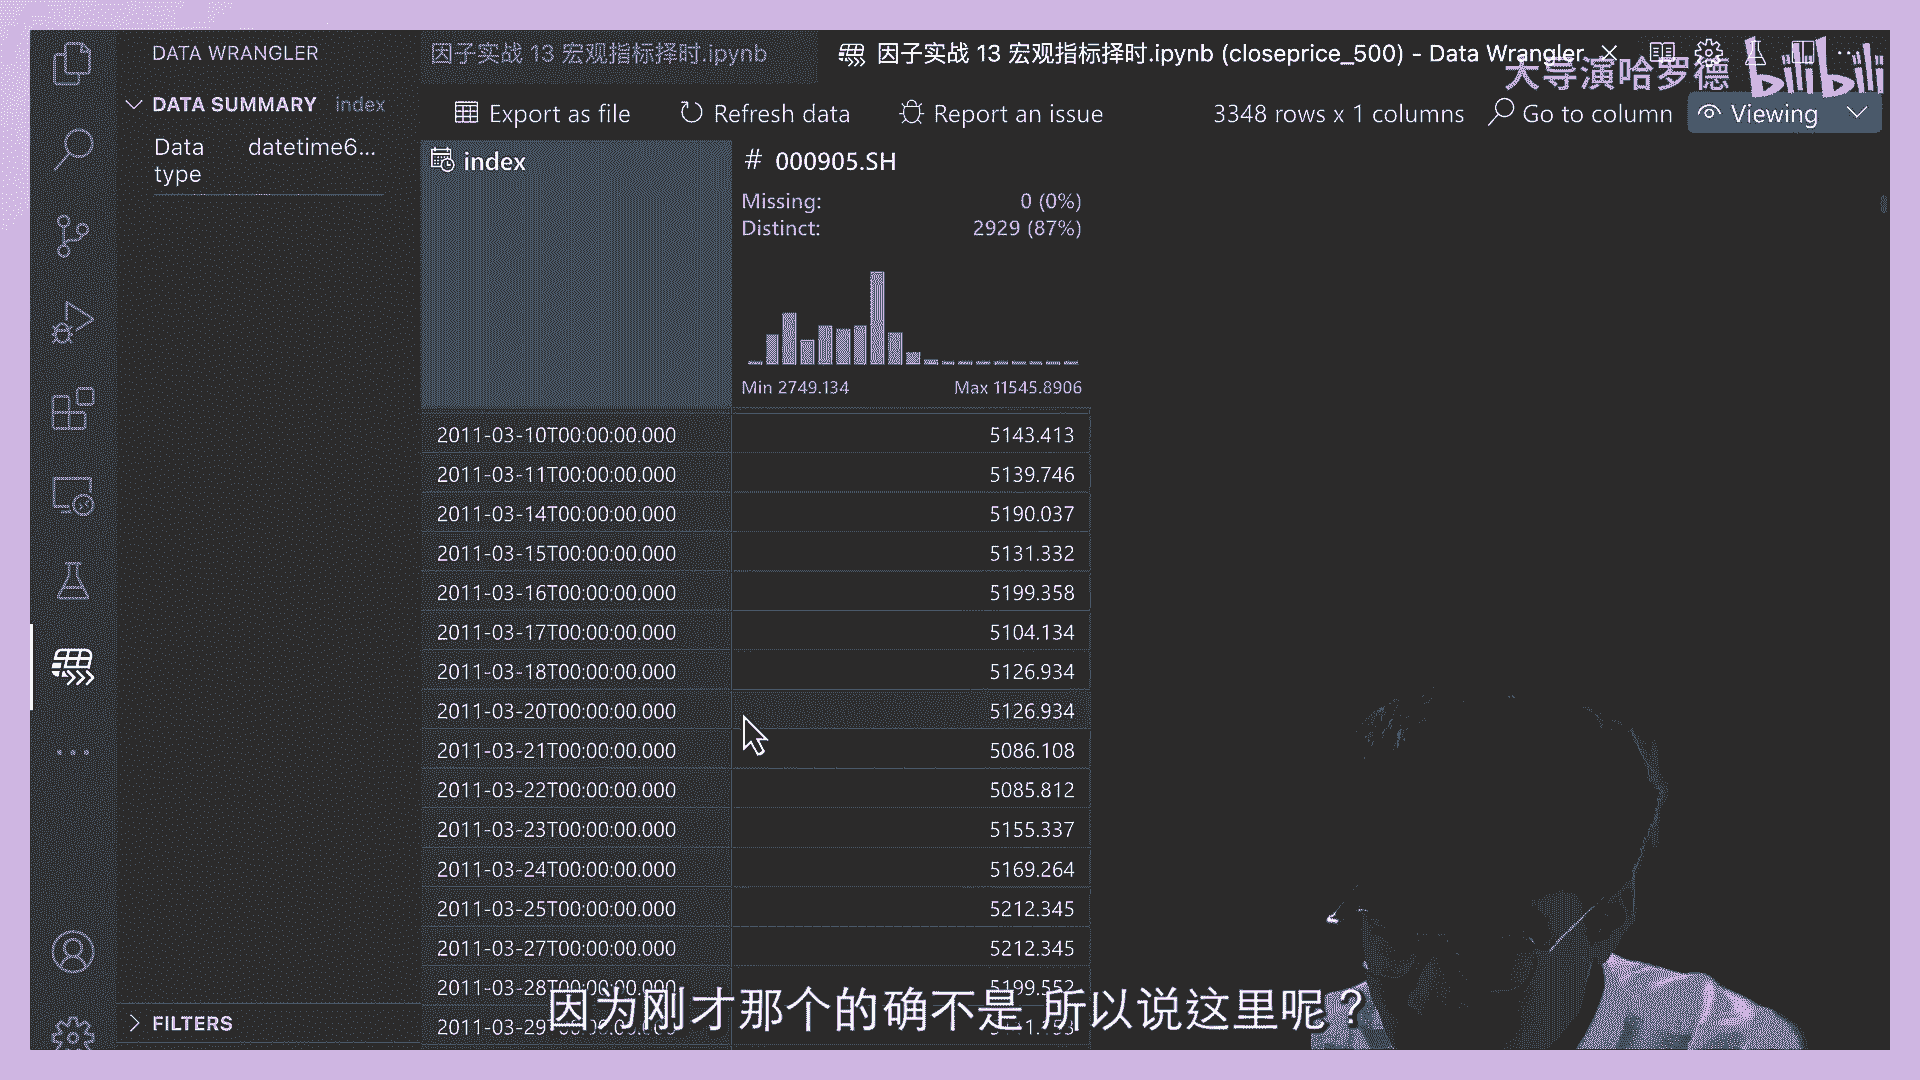 DATA WRANGLER
因子实战 13 宏观指标择时.ipynb
因子实战 13 宏观指标择时.ipynb (closeprice_500) - Data Wrangler
大导演哈罗德 bilibili
DATA SUMMARY index
Data type datetime6...
Export as file Refresh data Report an issue 3348 rows x 1 columns Go to column Viewing
index # 000905.SH
Missing: 0 (0%)
Distinct: 2929 (87%)
Min 2749.134 Max 11545.8906
2011-03-10T00:00:00.000 5143.413
2011-03-11T00:00:00.000 5139.746
2011-03-14T00:00:00.000 5190.037
2011-03-15T00:00:00.000 5131.332
2011-03-16T00:00:00.000 5199.358
2011-03-17T00:00:00.000 5104.134
2011-03-18T00:00:00.000 5126.934
2011-03-20T00:00:00.000 5126.934
2011-03-21T00:00:00.000 5086.108
2011-03-22T00:00:00.000 5085.812
2011-03-23T00:00:00.000 5155.337
2011-03-24T00:00:00.000 5169.264
2011-03-25T00:00:00.000 5212.345
2011-03-27T00:00:00.000 5212.345
2011-03-28T00:00:00.000 5199.552
因为刚才那个的确不是 所以说这里呢？
FILTERS